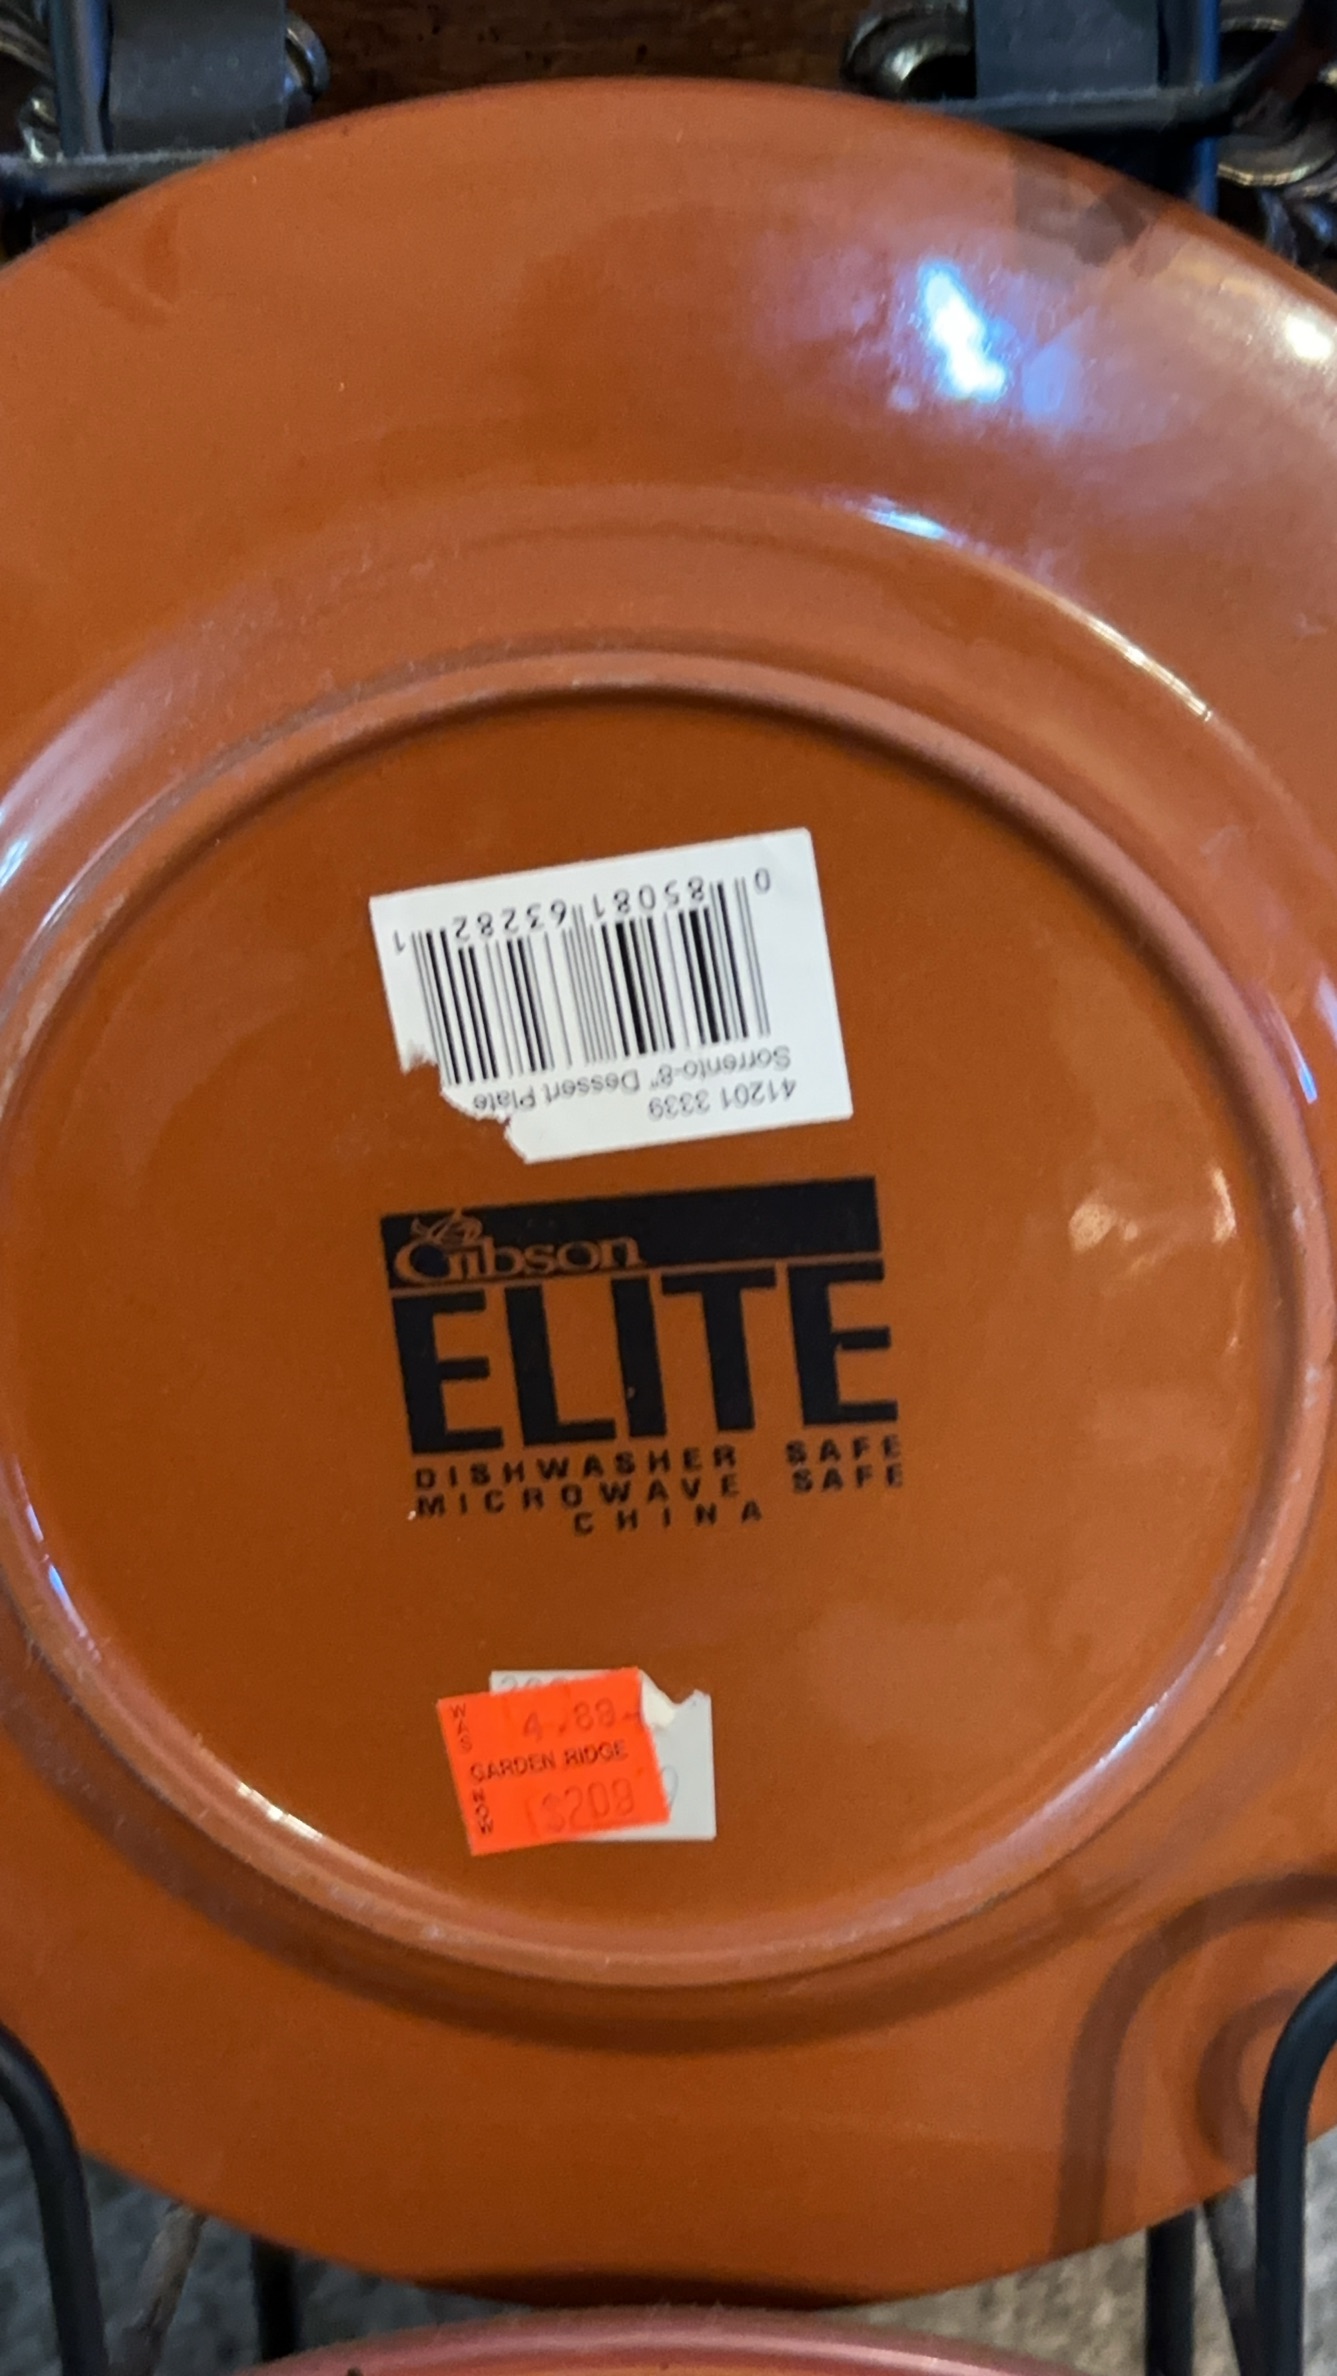 41201 3339
Sorrento-8" Dessert Plate
0 85081 63282 1
Gibson
ELITE
DISHWASHER SAFE
MICROWAVE SAFE
CHINA
WAS 4.89
GARDEN RIDGE
NOW $209